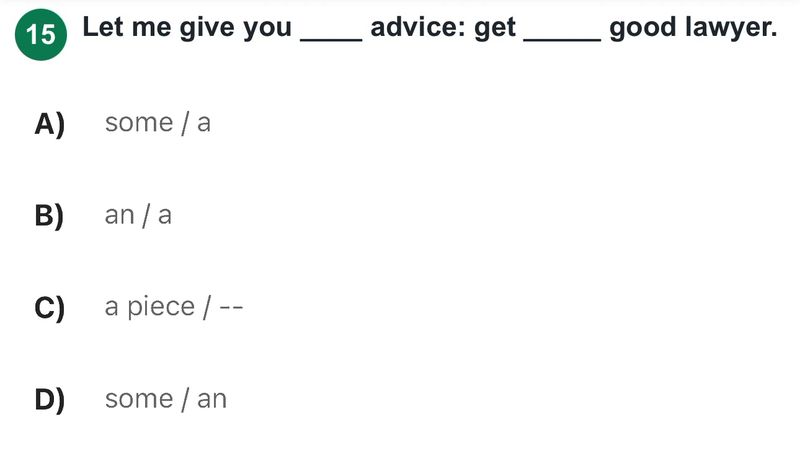 15 Let me give you ____ advice: get _____ good lawyer.
A) some / a
B) an / a
C) a piece / --
D) some / an